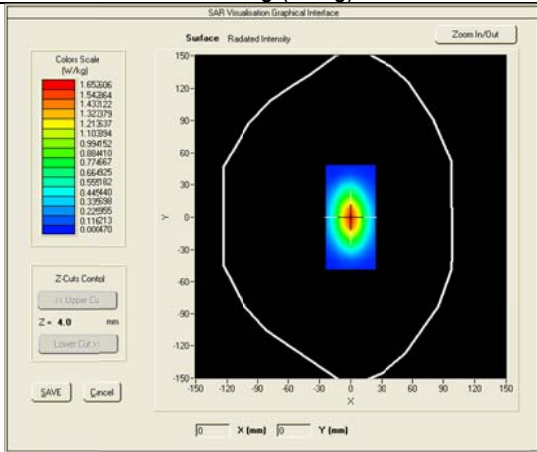 SAR Visualisation Graphical Interface
Surface Radiated Intensity
Zoom In/Out
Colors Scale
(W/kg)
1.652606
1.542864
1.433122
1.323379
1.213637
1.103894
0.994152
0.884410
0.774667
0.664925
0.555182
0.445440
0.335698
0.225955
0.116213
0.006470
Z-Cuts Control
<< Upper Cu
Z = 4.0 mm
Lower Cut >>
SAVE
Cancel
150
120
90
60
30
Y
0
-30
-60
-90
-120
-150
-150 -120 -90 -60 -30 0 30 60 90 120 150
X
0 X (mm) 0 Y (mm)